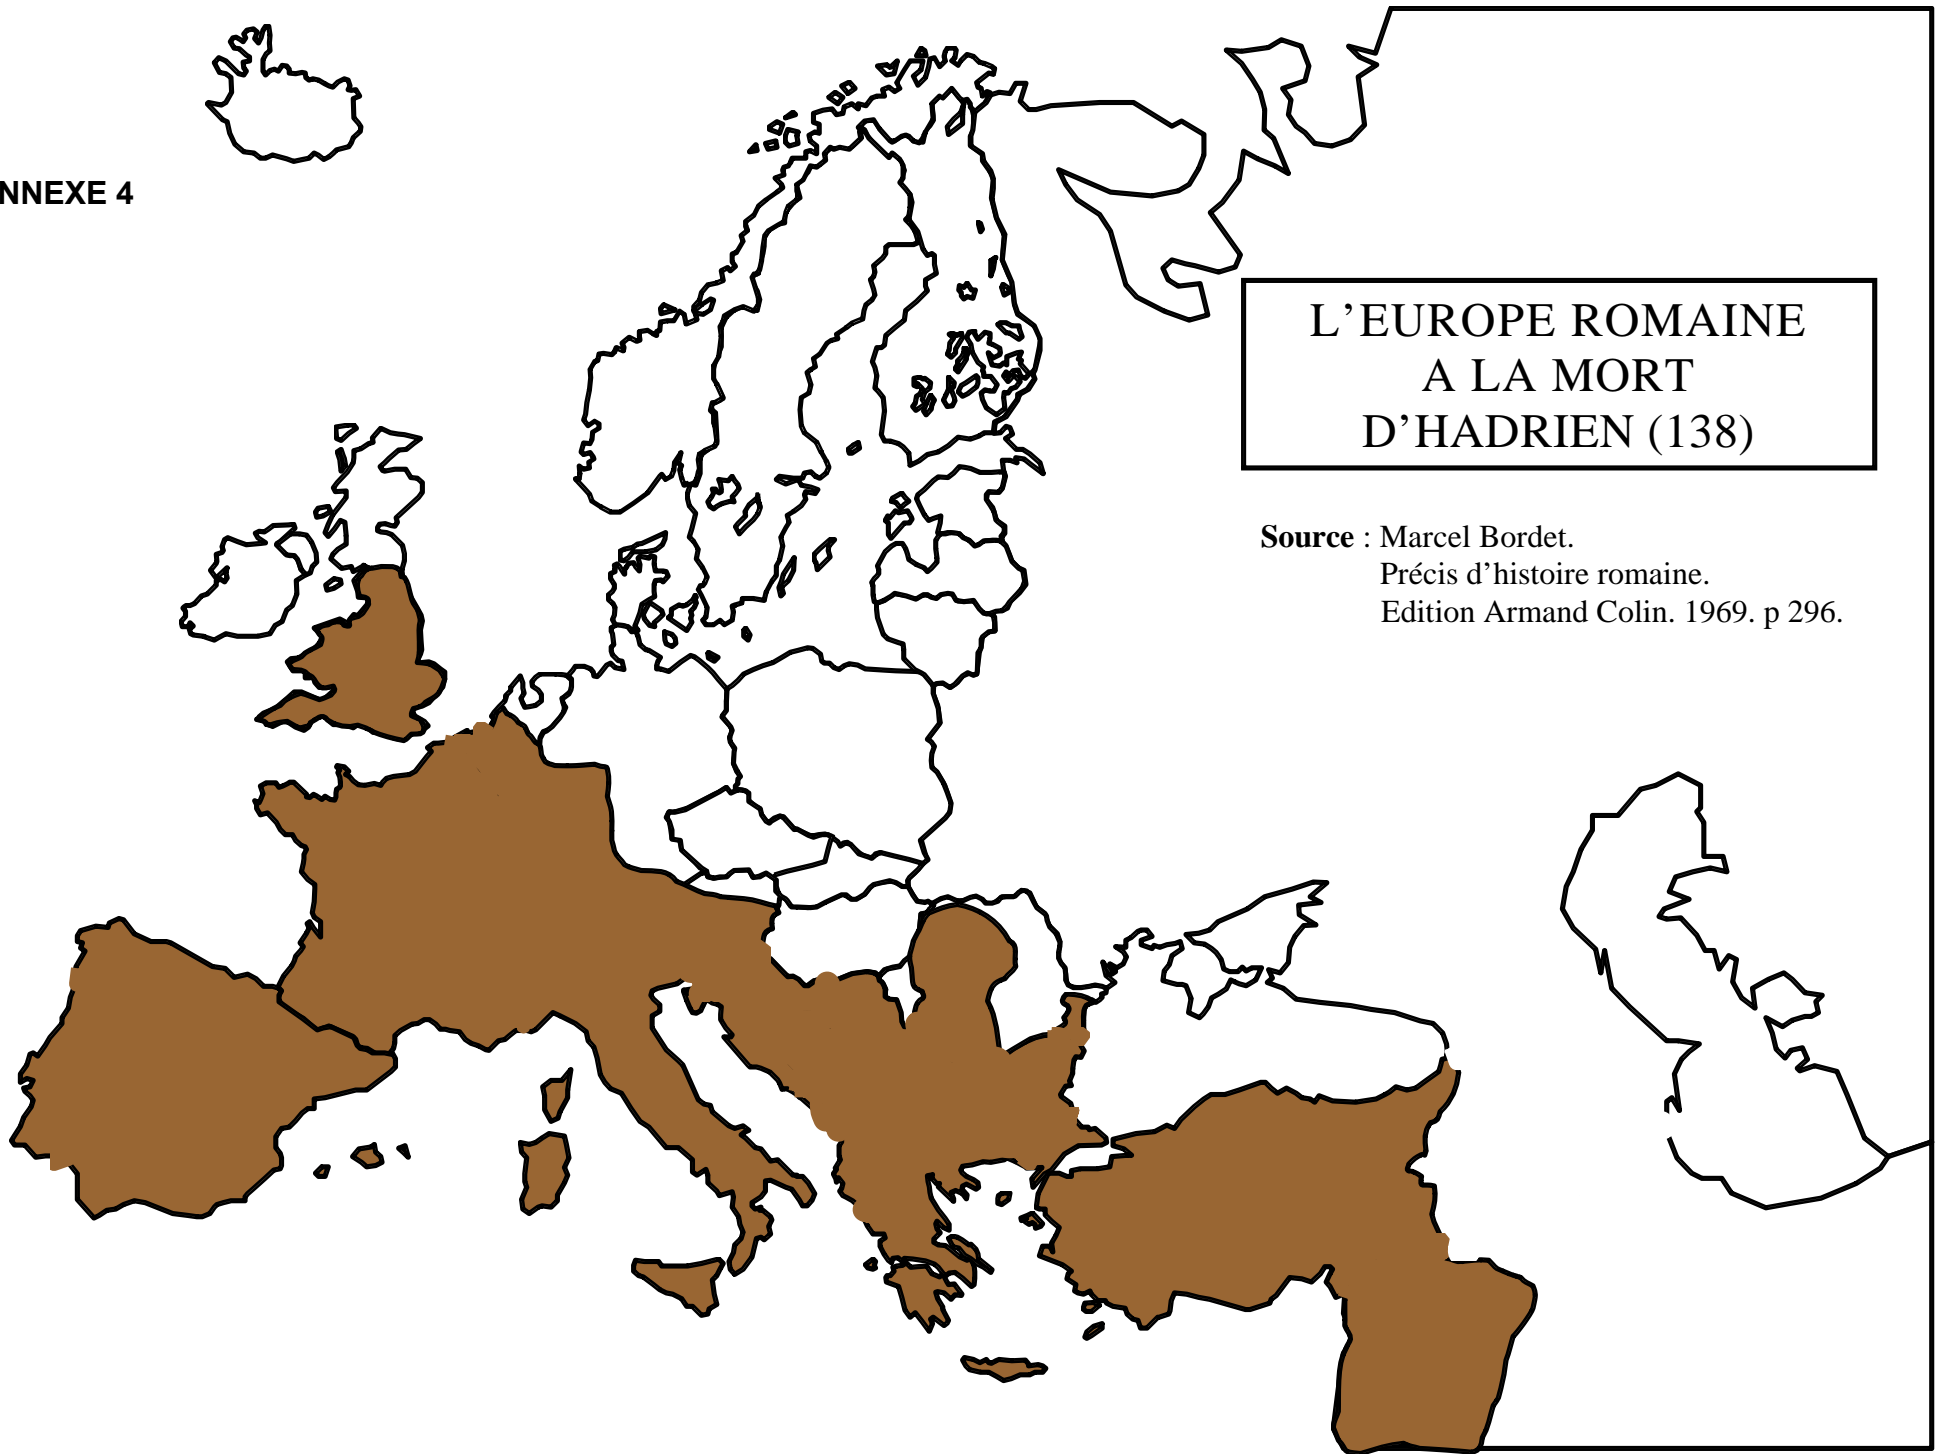 NNEXE 4
L'EUROPE ROMAINE
A LA MORT
D'HADRIEN (138)
Source : Marcel Bordet.
Précis d'histoire romaine.
Edition Armand Colin. 1969. p 296.